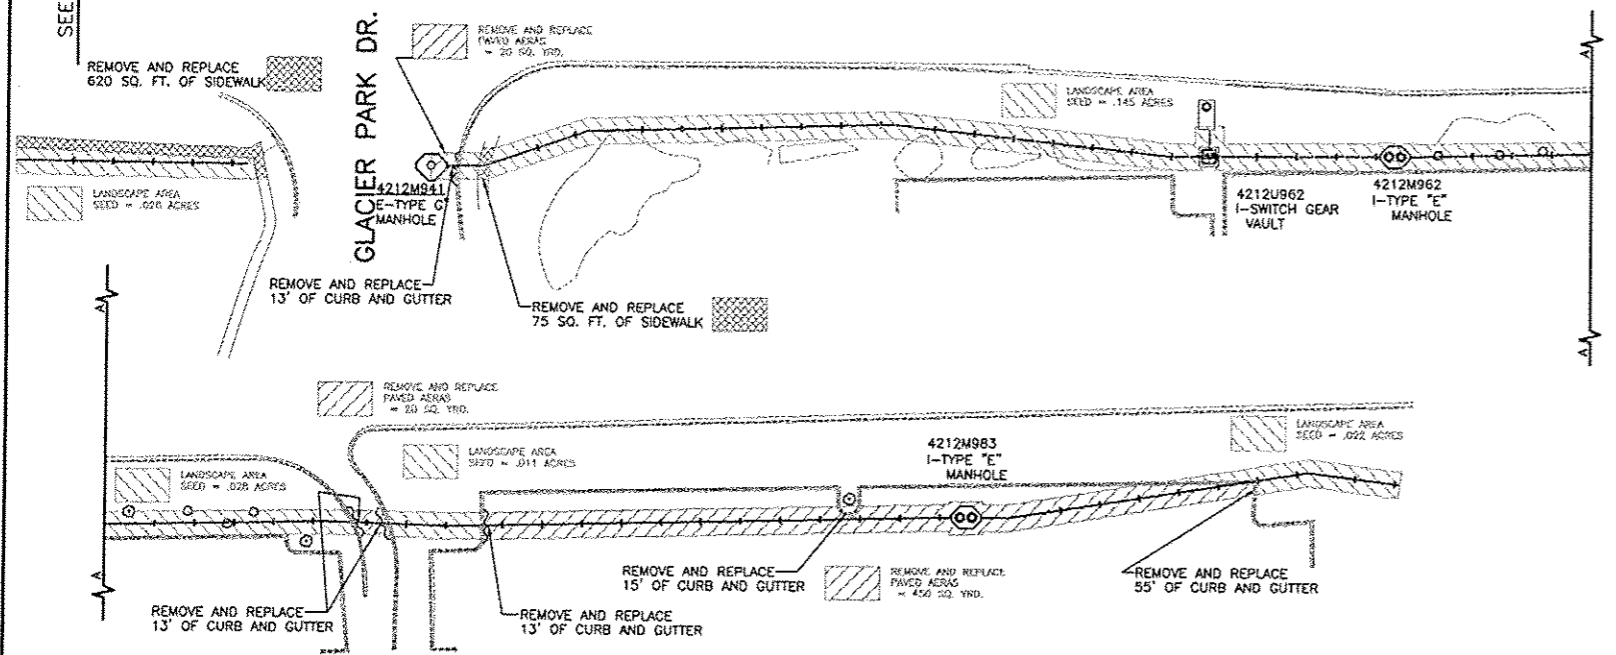 SEE
REMOVE AND REPLACE
620 SQ. FT. OF SIDEWALK
GLACIER PARK DR.
REMOVE AND REPLACE
PAVED AERAS
= 20 SQ. YRD.
LANDSCAPE AREA
SEED = .145 ACRES
A
LANDSCAPE AREA
SEED = .026 ACRES
4212M941
E-TYPE G
MANHOLE
4212U962
I-SWITCH GEAR
VAULT
4212M962
I-TYPE "E"
MANHOLE
REMOVE AND REPLACE
13' OF CURB AND GUTTER
REMOVE AND REPLACE
75 SQ. FT. OF SIDEWALK
A
A
REMOVE AND REPLACE
PAVED AERAS
= 20 SQ. YRD.
LANDSCAPE AREA
SEED = .028 ACRES
LANDSCAPE AREA
SEED = .011 ACRES
4212M983
I-TYPE "E"
MANHOLE
LANDSCAPE AREA
SEED = .022 ACRES
A
REMOVE AND REPLACE
13' OF CURB AND GUTTER
REMOVE AND REPLACE
13' OF CURB AND GUTTER
REMOVE AND REPLACE
15' OF CURB AND GUTTER
REMOVE AND REPLACE
PAVED AERAS
= 450 SQ. YRD.
REMOVE AND REPLACE
55' OF CURB AND GUTTER